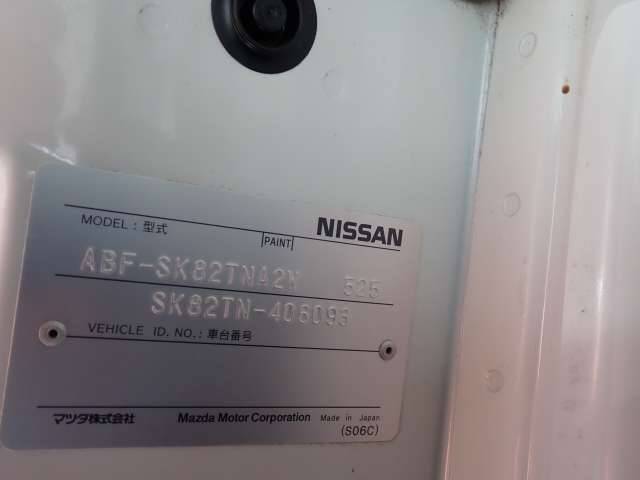 MODEL : 型式
PAINT
NISSAN
ABF-SK82TNA2N 525
SK82TN-406093
VEHICLE ID. NO. : 車台番号
マツダ株式会社 Mazda Motor Corporation Made in Japan
(S06C)